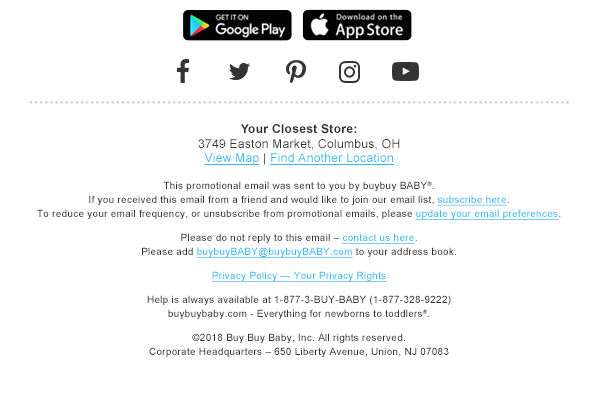 GET IT ON
Google Play
Download on the
App Store
Your Closest Store:
3749 Easton Market, Columbus, OH
View Map | Find Another Location
This promotional email was sent to you by buybuy BABY®.
If you received this email from a friend and would like to join our email list, subscribe here.
To reduce your email frequency, or unsubscribe from promotional emails, please update your email preferences.
Please do not reply to this email – contact us here.
Please add buybuyBABY@buybuyBABY.com to your address book.
Privacy Policy — Your Privacy Rights
Help is always available at 1-877-3-BUY-BABY (1-877-328-9222)
buybuybaby.com - Everything for newborns to toddlers®.
©2018 Buy Buy Baby, Inc. All rights reserved.
Corporate Headquarters – 650 Liberty Avenue, Union, NJ 07083